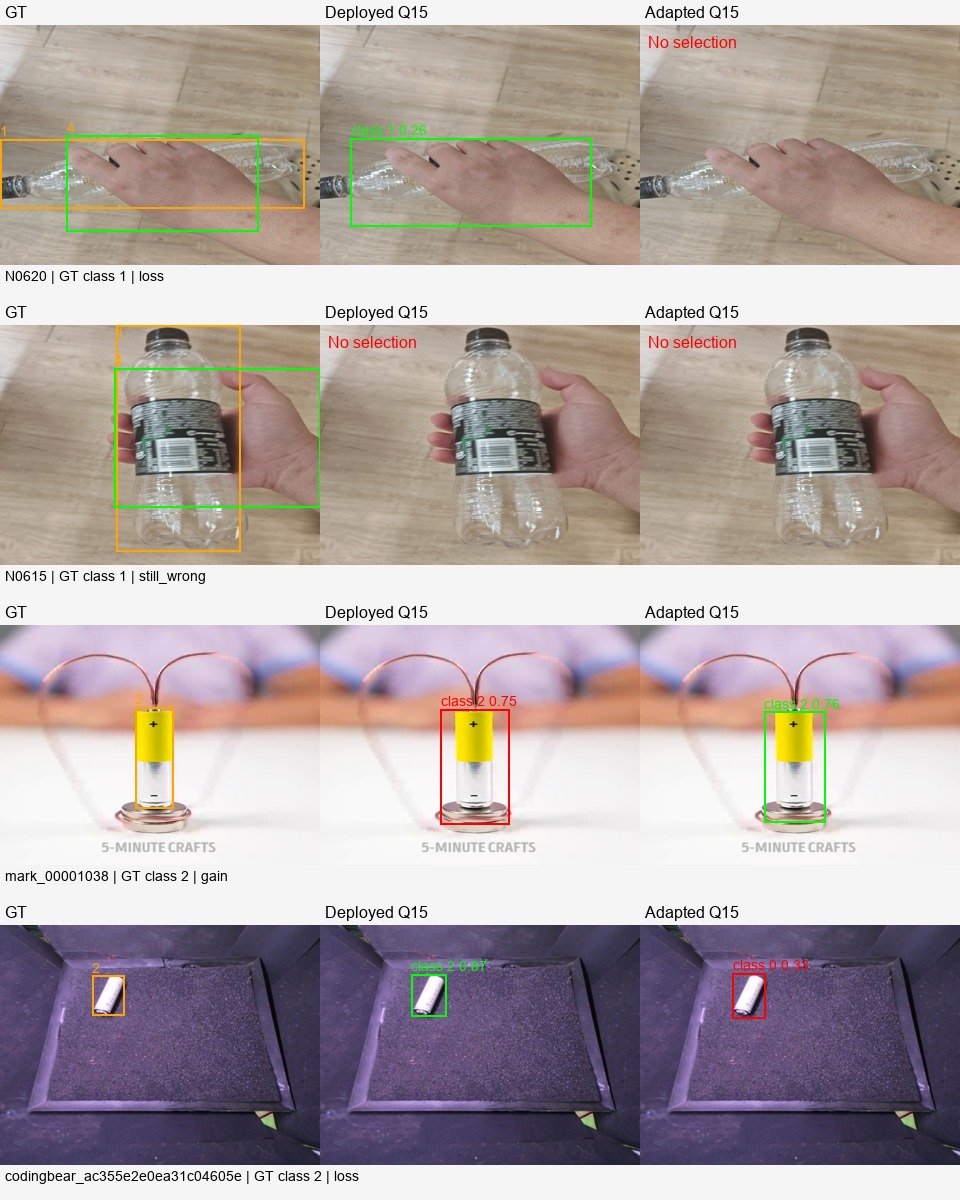 GT
Deployed Q15
Adapted Q15
No selection
1
4
class 1 0.26
N0620 | GT class 1 | loss
GT
Deployed Q15
Adapted Q15
No selection
No selection
N0615 | GT class 1 | still_wrong
GT
Deployed Q15
Adapted Q15
2
class 2 0.75
class 2 0.76
+
+
+
5-MINUTE CRAFTS
5-MINUTE CRAFTS
5-MINUTE CRAFTS
mark_00001038 | GT class 2 | gain
GT
Deployed Q15
Adapted Q15
2
class 2 0.67
class 0 0.33
codingbear_ac355e2e0ea31c04605e | GT class 2 | loss